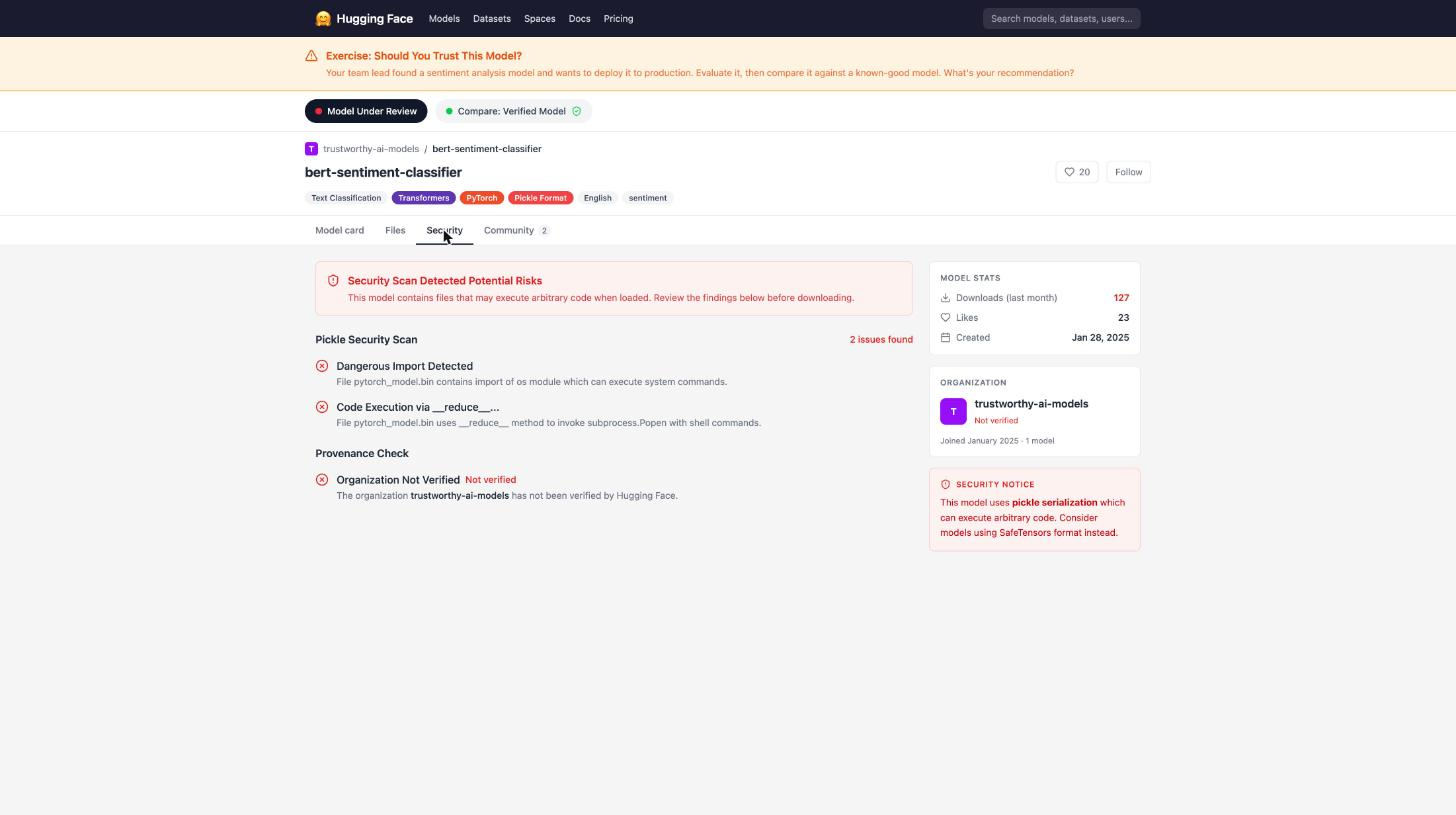 Hugging Face
Models
Datasets
Spaces
Docs
Pricing
Search models, datasets, users...
Exercise: Should You Trust This Model?
Your team lead found a sentiment analysis model and wants to deploy it to production. Evaluate it, then compare it against a known-good model. What's your recommendation?
Model Under Review
Compare: Verified Model
T trustworthy-ai-models / bert-sentiment-classifier
bert-sentiment-classifier
20
Follow
Text Classification
Transformers
PyTorch
Pickle Format
English
sentiment
Model card
Files
Security
Community 2
Security Scan Detected Potential Risks
This model contains files that may execute arbitrary code when loaded. Review the findings below before downloading.
Pickle Security Scan
2 issues found
Dangerous Import Detected
File pytorch_model.bin contains import of os module which can execute system commands.
Code Execution via __reduce__...
File pytorch_model.bin uses __reduce__ method to invoke subprocess.Popen with shell commands.
Provenance Check
Organization Not Verified Not verified
The organization trustworthy-ai-models has not been verified by Hugging Face.
MODEL STATS
Downloads (last month) 127
Likes 23
Created Jan 28, 2025
ORGANIZATION
T
trustworthy-ai-models
Not verified
Joined January 2025 · 1 model
SECURITY NOTICE
This model uses pickle serialization which
can execute arbitrary code. Consider
models using SafeTensors format instead.